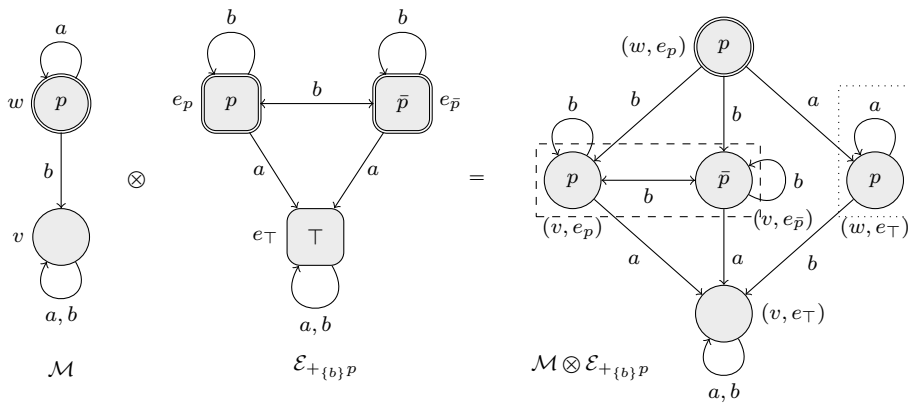 a
w p
b
v
a, b
M
⊗
b b
e_p p b p̄ e_p̄
a a
e_⊤ ⊤
a, b
ℰ_{+_{{b}}p}
=
(w, e_p) p
b b a
b a
p b p̄ b p
(v, e_p) (v, e_p̄) (w, e_⊤)
a a b
(v, e_⊤)
a, b
M ⊗ ℰ_{+_{{b}}p}